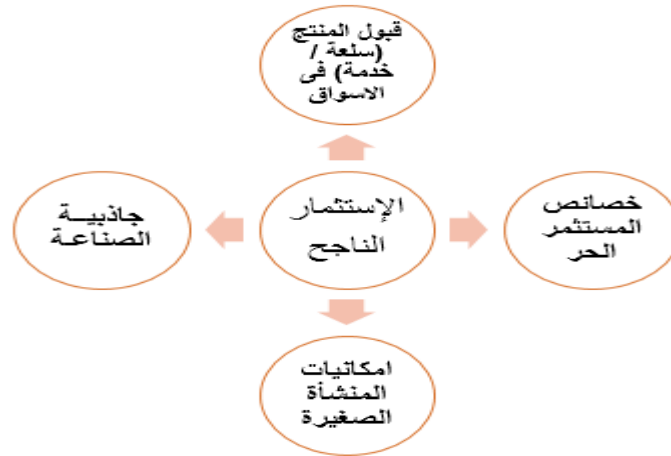 قبول المنتج
(سلعة /
خدمة) فى
الاسواق
خصائص
المستثمر
الحر
الإستثمار
الناجح
جاذبيــة
الصناعـة
امكانيات
المنشأة
الصغيرة